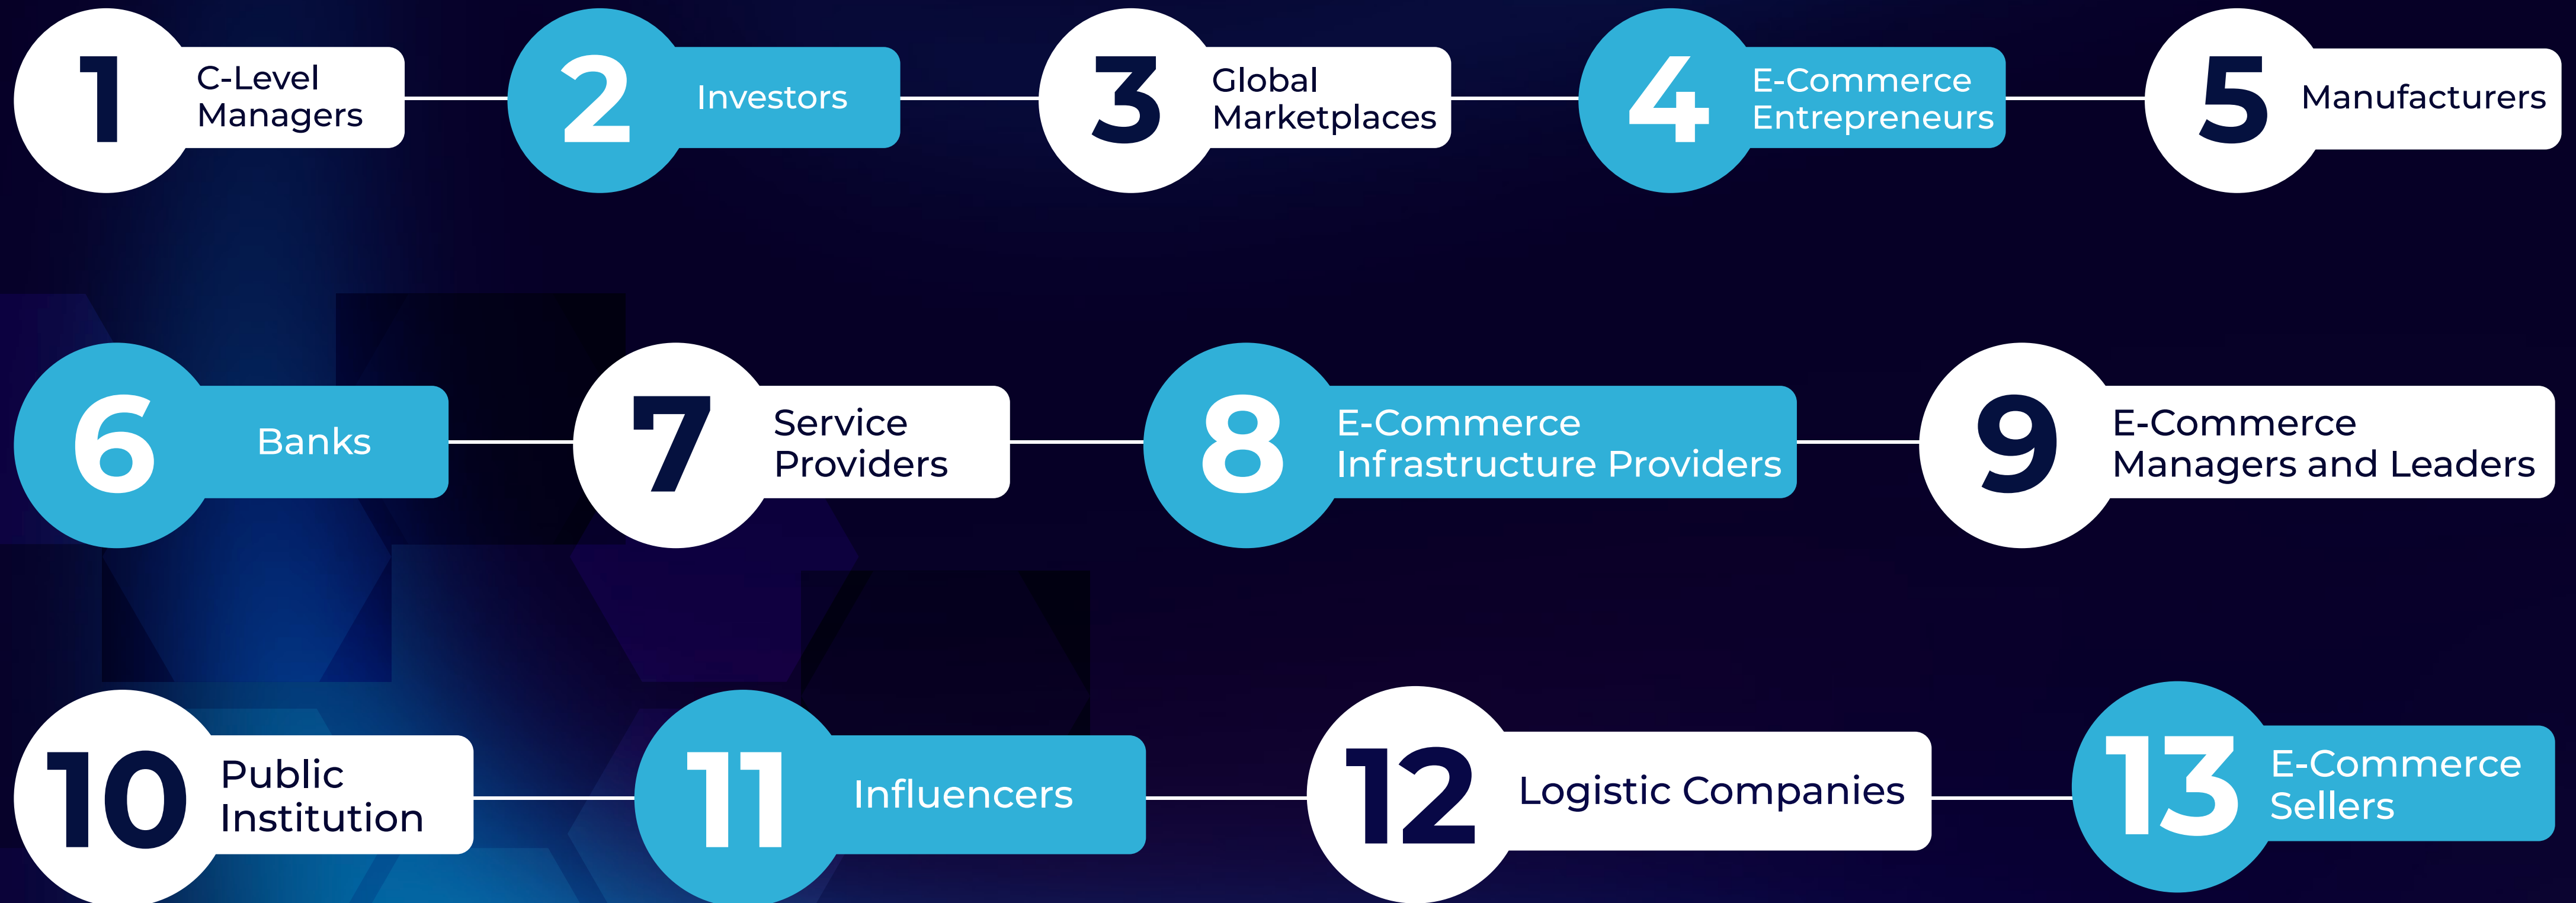 1
C-Level
Managers
2
Investors
3
Global
Marketplaces
4
E-Commerce
Entrepreneurs
5
Manufacturers
6
Banks
7
Service
Providers
8
E-Commerce
Infrastructure Providers
9
E-Commerce
Managers and Leaders
10
Public
Institution
11
Influencers
12
Logistic Companies
13
E-Commerce
Sellers